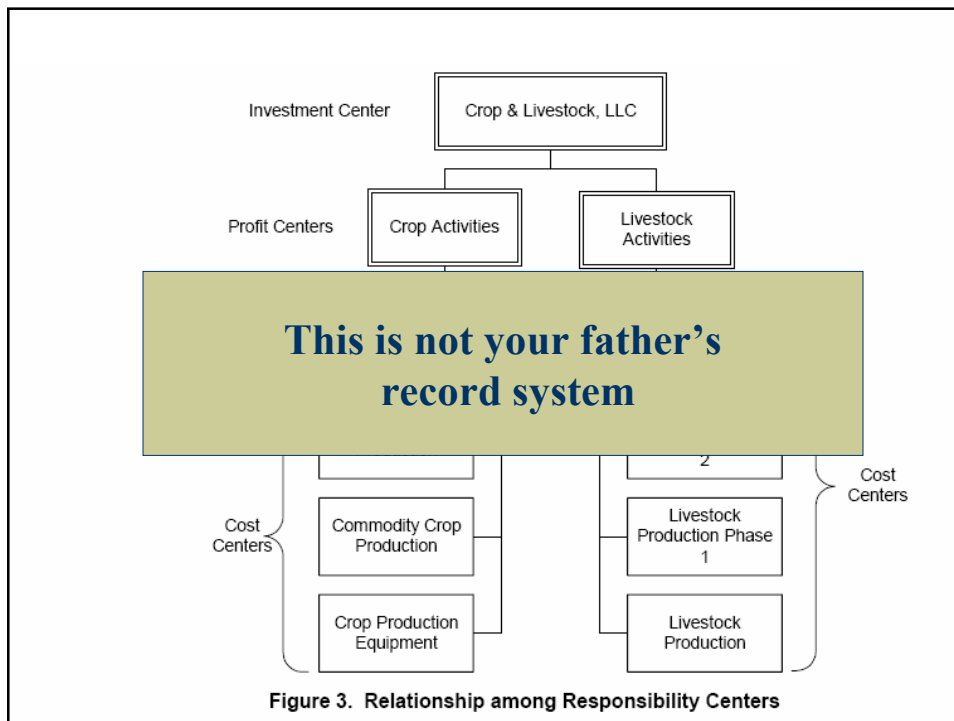 Investment Center
Crop & Livestock, LLC
Profit Centers
Crop Activities
Livestock
Activities
This is not your father’s
record system
2
Cost
Centers
Cost
Centers
Commodity Crop
Production
Livestock
Production Phase
1
Crop Production
Equipment
Livestock
Production
Figure 3. Relationship among Responsibility Centers